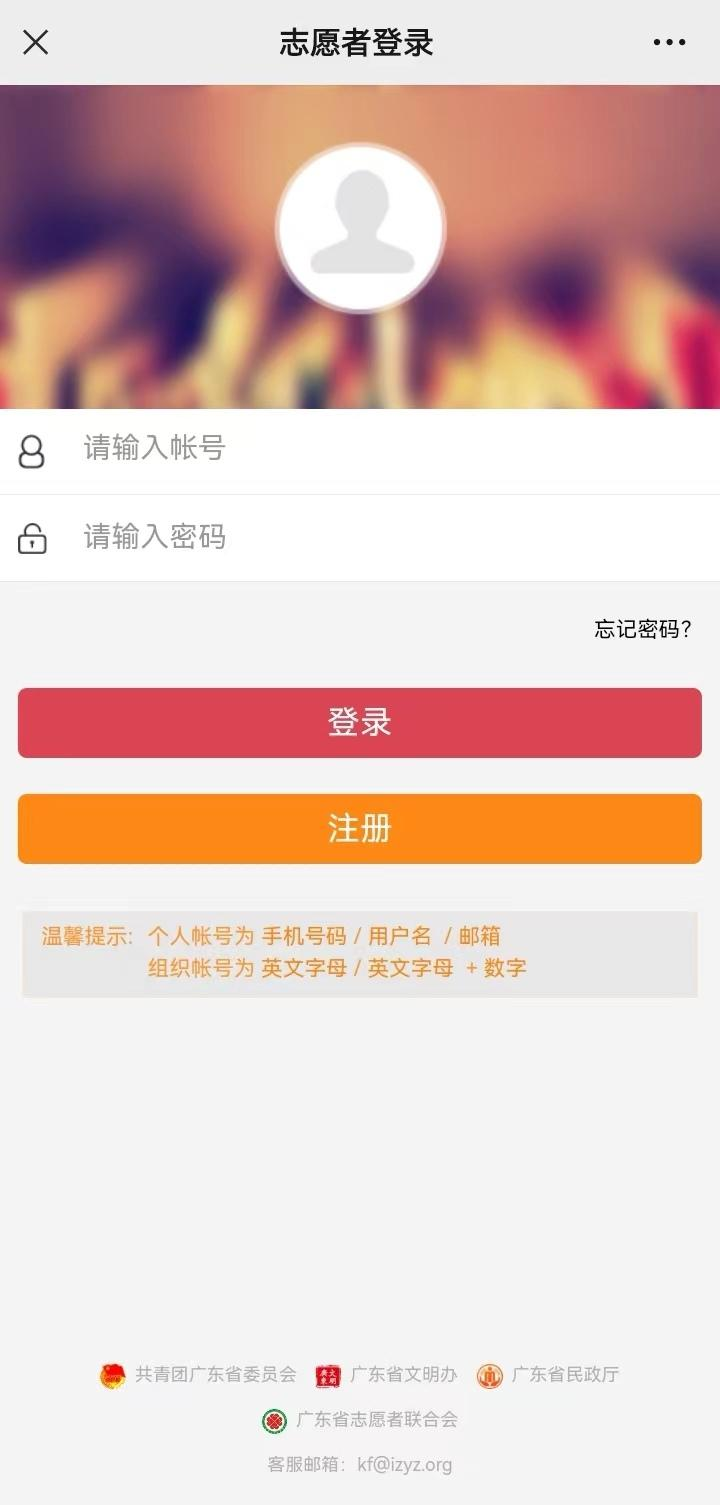 志愿者登录
请输入帐号
请输入密码
忘记密码？
登录
注册
温馨提示: 个人帐号为 手机号码 / 用户名 / 邮箱
组织帐号为 英文字母 / 英文字母 + 数字
共青团广东省委员会 广东省文明办 广东省民政厅
广东省志愿者联合会
客服邮箱：kf@izyz.org